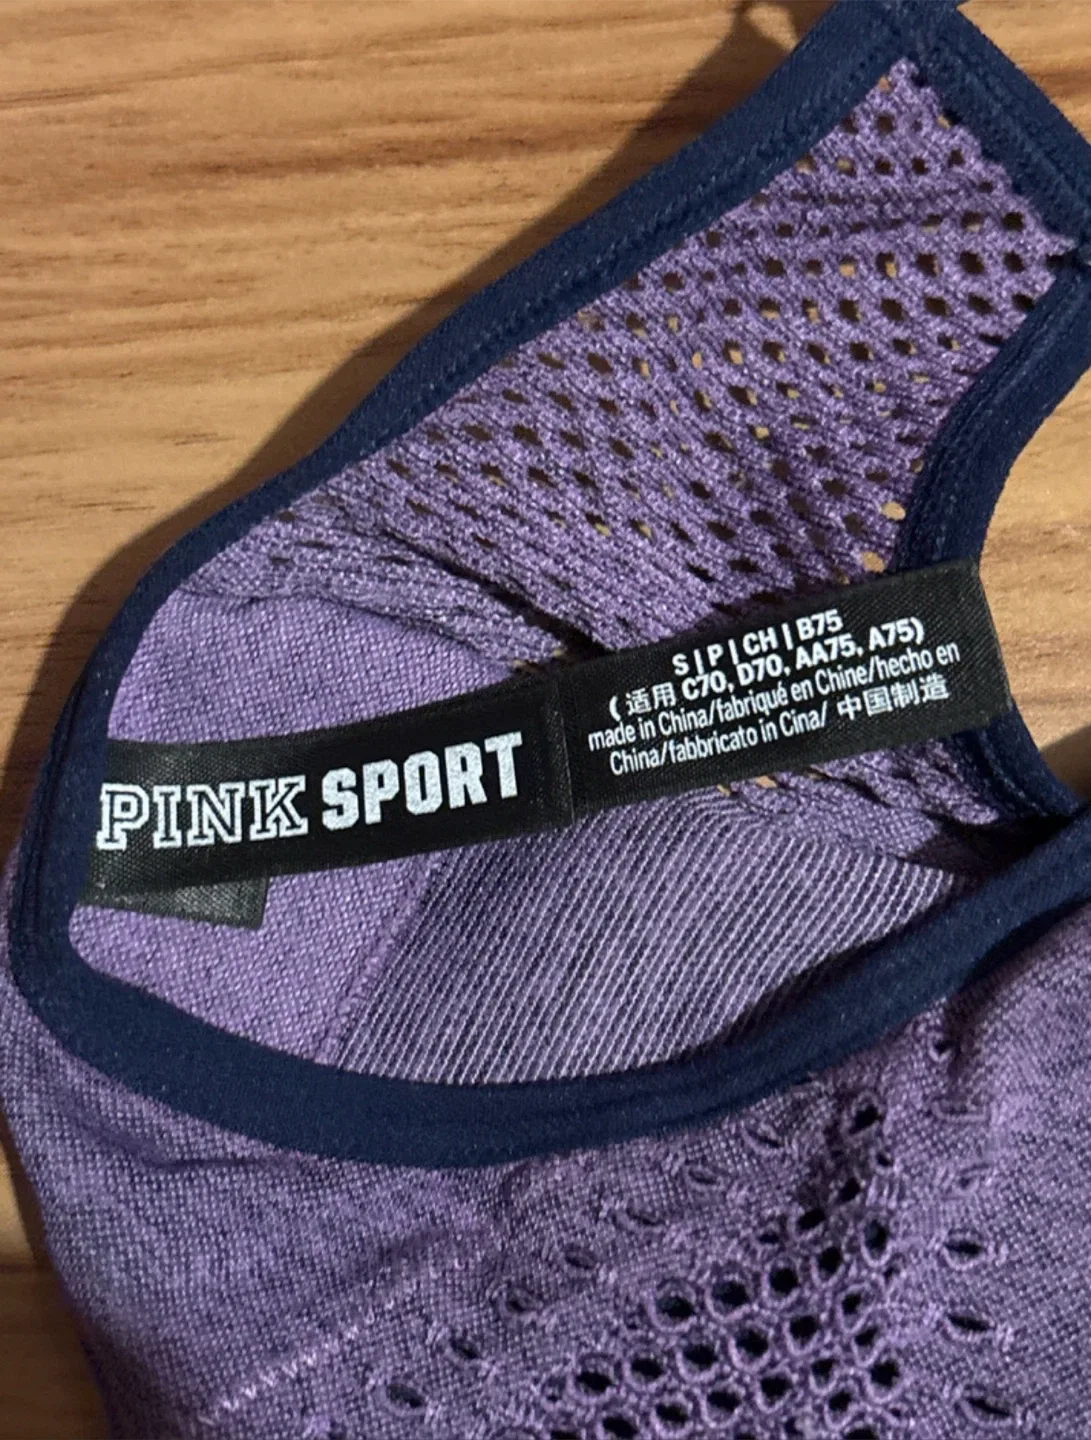 PINK SPORT
S | P | CH | B75
(适用 C70, D70, AA75, A75)
made in China/fabriqué en Chine/hecho en
China/fabbricato in Cina/ 中国制造